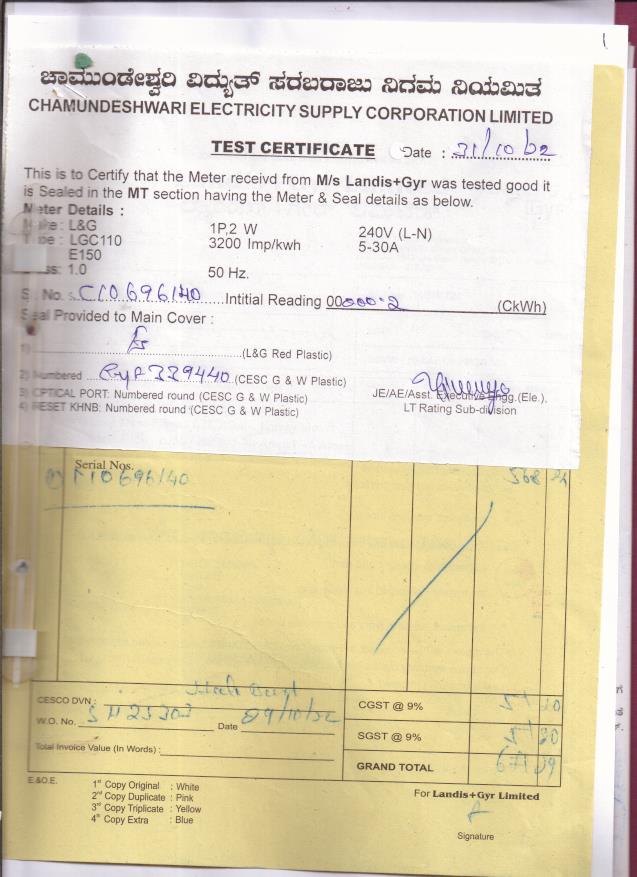 ಚಾಮುಂಡೇಶ್ವರಿ ವಿದ್ಯುತ್ ಸರಬರಾಜು ನಿಗಮ ನಿಯಮಿತ
CHAMUNDESHWARI ELECTRICITY SUPPLY CORPORATION LIMITED
TEST CERTIFICATE Date : 31/10/22
This is to Certify that the Meter receivd from M/s Landis+Gyr was tested good it
is Sealed in the MT section having the Meter & Seal details as below.
Meter Details :
L&G 1P,2 W 240V (L-N)
LGC110 3200 Imp/kwh 5-30A
E150
1.0 50 Hz.
No. C10696140 Intitial Reading 00000.2 (CkWh)
Seal Provided to Main Cover :
1) (L&G Red Plastic)
2) Numbered 339440 (CESC G & W Plastic)
3) OPTICAL PORT: Numbered round (CESC G & W Plastic)
4) RESET KHNB: Numbered round (CESC G & W Plastic)
JE/AE/Asst. Executive Engg.(Ele.).
LT Rating Sub-division
Serial Nos.
C10696140
CESCO DVN :
W.O. No. Date
Total Invoice Value (In Words) :
CGST @ 9%
SGST @ 9%
GRAND TOTAL
E.&O.E.
1st Copy Original : White
2nd Copy Duplicate : Pink
3rd Copy Triplicate : Yellow
4th Copy Extra : Blue
For Landis+Gyr Limited
Signature